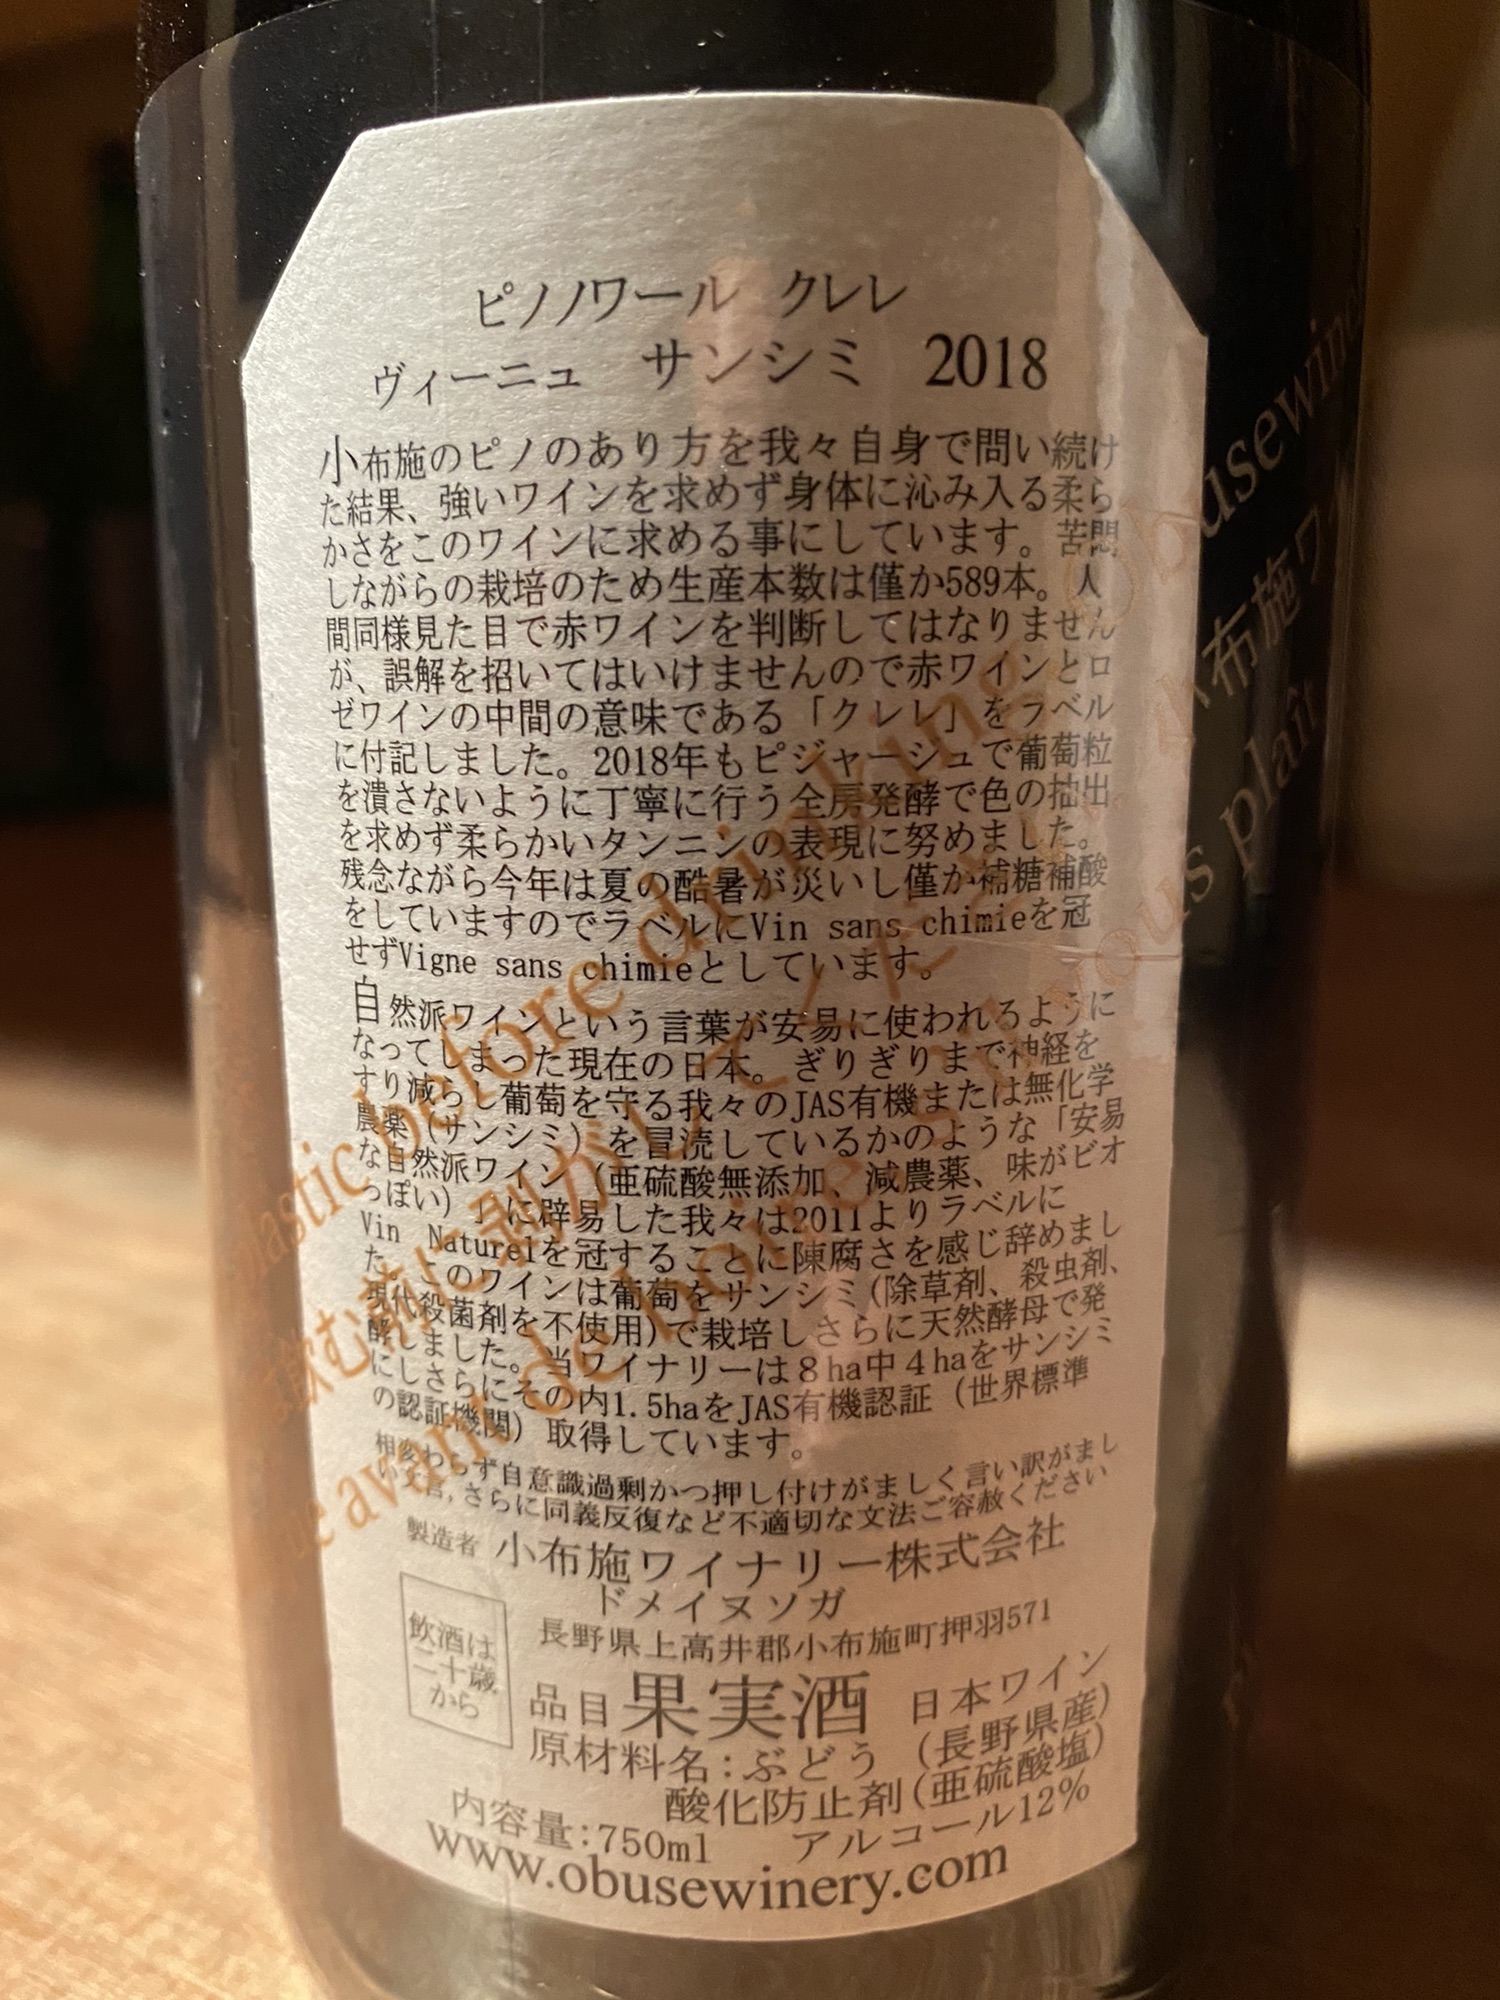 ピノノワール クレレ
ヴィーニュ サンシミ 2018
小布施のピノのあり方を我々自身で問い続け
た結果、強いワインを求めず身体に沁み入る柔ら
かさをこのワインに求める事にしています。苦悶
しながらの栽培のため生産本数は僅か589本。人
間同様見た目で赤ワインを判断してはなりません
が、誤解を招いてはいけませんので赤ワインとロ
ゼワインの中間の意味である「クレレ」をラベル
に付記しました。2018年もピジャージュで葡萄粒
を潰さないように丁寧に行う全房発酵で色の抽出
を求めず柔らかいタンニンの表現に努めました。
残念ながら今年は夏の酷暑が災いし僅か補糖補酸
をしていますのでラベルにVin sans chimieを冠
せずVigne sans chimieとしています。
自然派ワインという言葉が安易に使われるように
なってしまった現在の日本。ぎりぎりまで神経を
すり減らし葡萄を守る我々のJAS有機または無化学
農薬（サンシミ）を冒涜しているかのような「安易
な自然派ワイン（亜硫酸無添加、減農薬、味がビオ
っぽい）」に辟易した我々は2011よりラベルに
Vin Naturelを冠することに陳腐さを感じ辞めまし
た。このワインは葡萄をサンシミ(除草剤、殺虫剤、
現代殺菌剤を不使用)で栽培しさらに天然酵母で発
酵しました。当ワイナリーは８ha中４haをサンシミ
にしさらにその内1.5haをJAS有機認証（世界標準
の認証機関）取得しています。
相変わらず自意識過剰かつ押し付けがましく言い訳がまし
い文言,さらに同義反復など不適切な文法ご容赦ください
製造者 小布施ワイナリー株式会社
ドメイヌソガ
長野県上高井郡小布施町押羽571
飲酒は
二十歳
から
品目 果実酒 日本ワイン
原材料名:ぶどう (長野県産)
酸化防止剤(亜硫酸塩)
内容量:750ml アルコール12%
www.obusewinery.com
plastic before drinking
飲む前に剥がして
avant de boire
vous plaît
obusewine
小布施ワイ